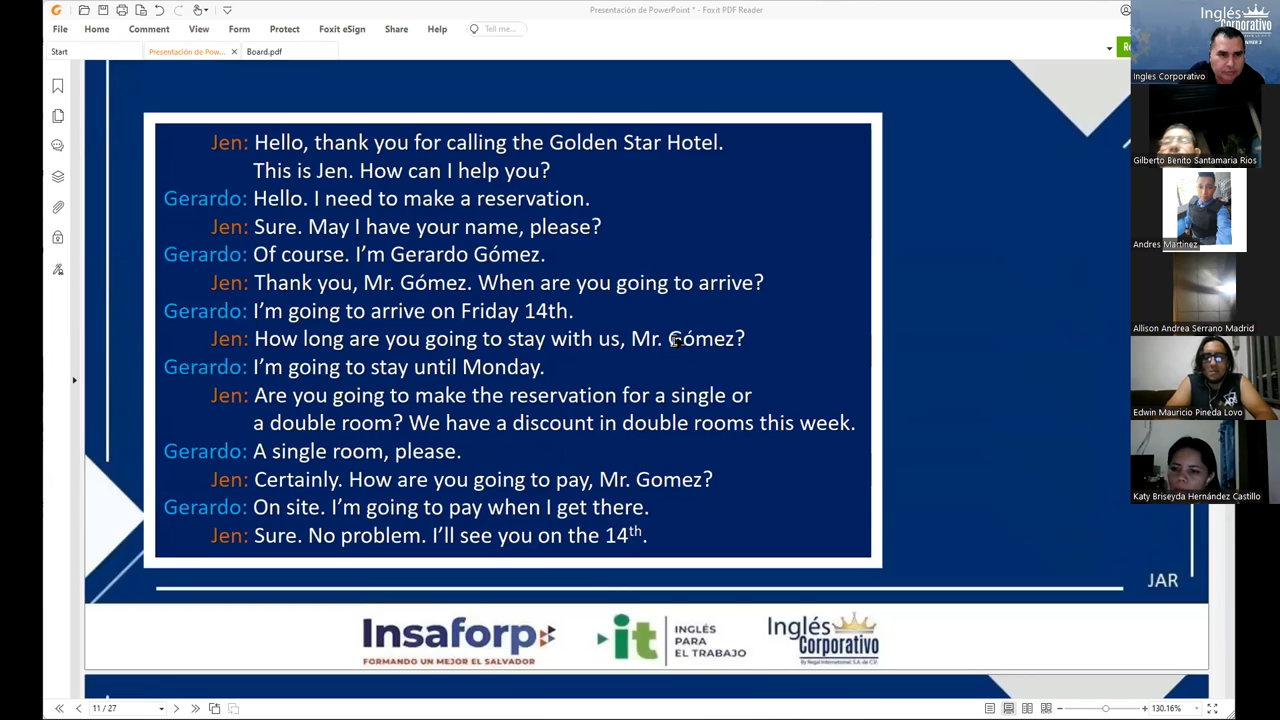 Presentación de PowerPoint * - Foxit PDF Reader
File Home Comment View Form Protect Foxit eSign Share Help Tell me...
Start Presentación de Pow... Board.pdf
Jen: Hello, thank you for calling the Golden Star Hotel.
This is Jen. How can I help you?
Gerardo: Hello. I need to make a reservation.
Jen: Sure. May I have your name, please?
Gerardo: Of course. I’m Gerardo Gómez.
Jen: Thank you, Mr. Gómez. When are you going to arrive?
Gerardo: I’m going to arrive on Friday 14th.
Jen: How long are you going to stay with us, Mr. Gómez?
Gerardo: I’m going to stay until Monday.
Jen: Are you going to make the reservation for a single or
a double room? We have a discount in double rooms this week.
Gerardo: A single room, please.
Jen: Certainly. How are you going to pay, Mr. Gomez?
Gerardo: On site. I’m going to pay when I get there.
Jen: Sure. No problem. I’ll see you on the 14th.
JAR
Insaforp
FORMANDO UN MEJOR EL SALVADOR
it
INGLÉS
PARA
EL TRABAJO
Inglés
Corporativo
By Regal International, S.A. de C.V.
11 / 27
130.16%
Inglés
Corporativo
Ingles Corporativo
Gilberto Benito Santamaria Rios
Andres Martinez
Allison Andrea Serrano Madrid
Edwin Mauricio Pineda Lovo
Katy Briseyda Hernández Castillo